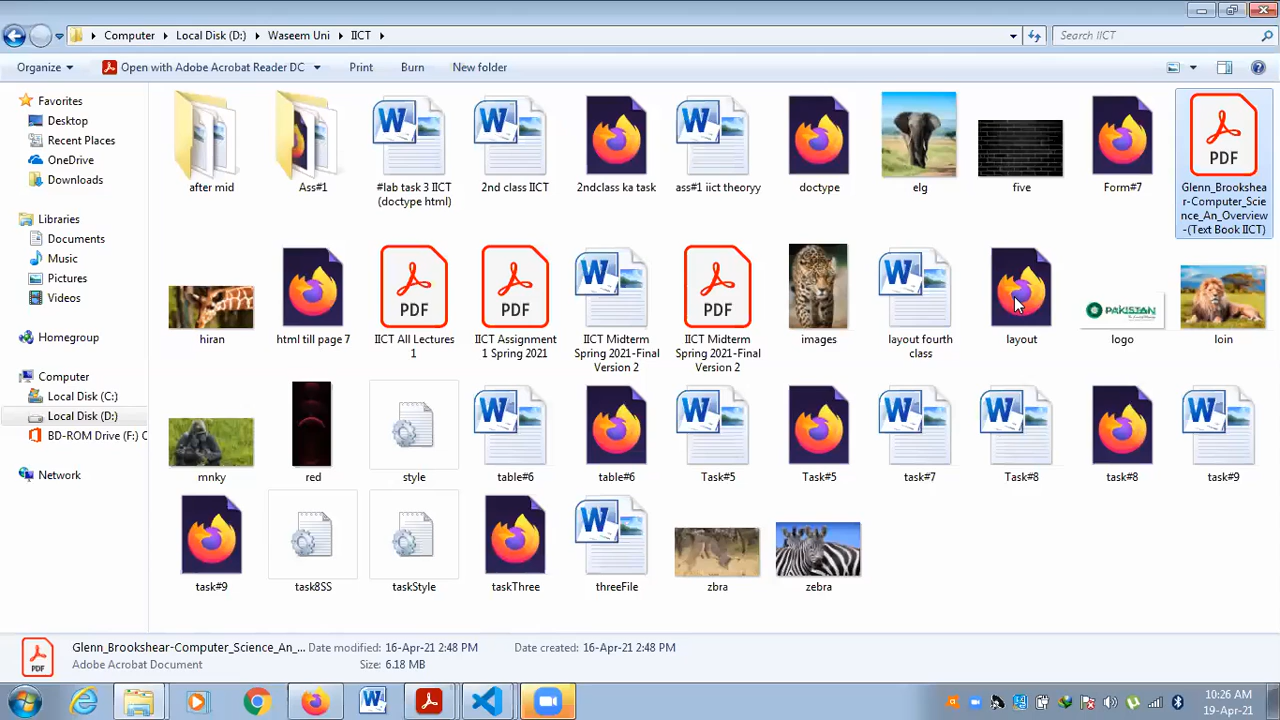 Computer
Local Disk (D:)
Waseem Uni
IICT
Search IICT
Organize
Open with Adobe Acrobat Reader DC
Print
Burn
New folder
Favorites
Desktop
Recent Places
OneDrive
Downloads
Libraries
Documents
Music
Pictures
Videos
Homegroup
Computer
Local Disk (C:)
Local Disk (D:)
BD-ROM Drive (F:) C
Network
after mid
Ass#1
#lab task 3 IICT
(doctype html)
2nd class IICT
2ndclass ka task
ass#1 iict theoryy
doctype
elg
five
Form#7
PDF
Glenn_Brookshear-Computer_Science_An_Overview-(Text Book IICT)
hiran
html till page 7
PDF
IICT All Lectures
1
PDF
IICT Assignment
1 Spring 2021
IICT Midterm
Spring 2021-Final
Version 2
PDF
IICT Midterm
Spring 2021-Final
Version 2
images
layout fourth
class
layout
PAKISTAN
logo
loin
mnky
red
style
table#6
table#6
Task#5
Task#5
task#7
Task#8
task#8
task#9
task#9
task8SS
taskStyle
taskThree
threeFile
zbra
zebra
PDF
Glenn_Brookshear-Computer_Science_An_... Date modified: 16-Apr-21 2:48 PM
Date created: 16-Apr-21 2:48 PM
Adobe Acrobat Document
Size: 6.18 MB
10:26 AM
19-Apr-21